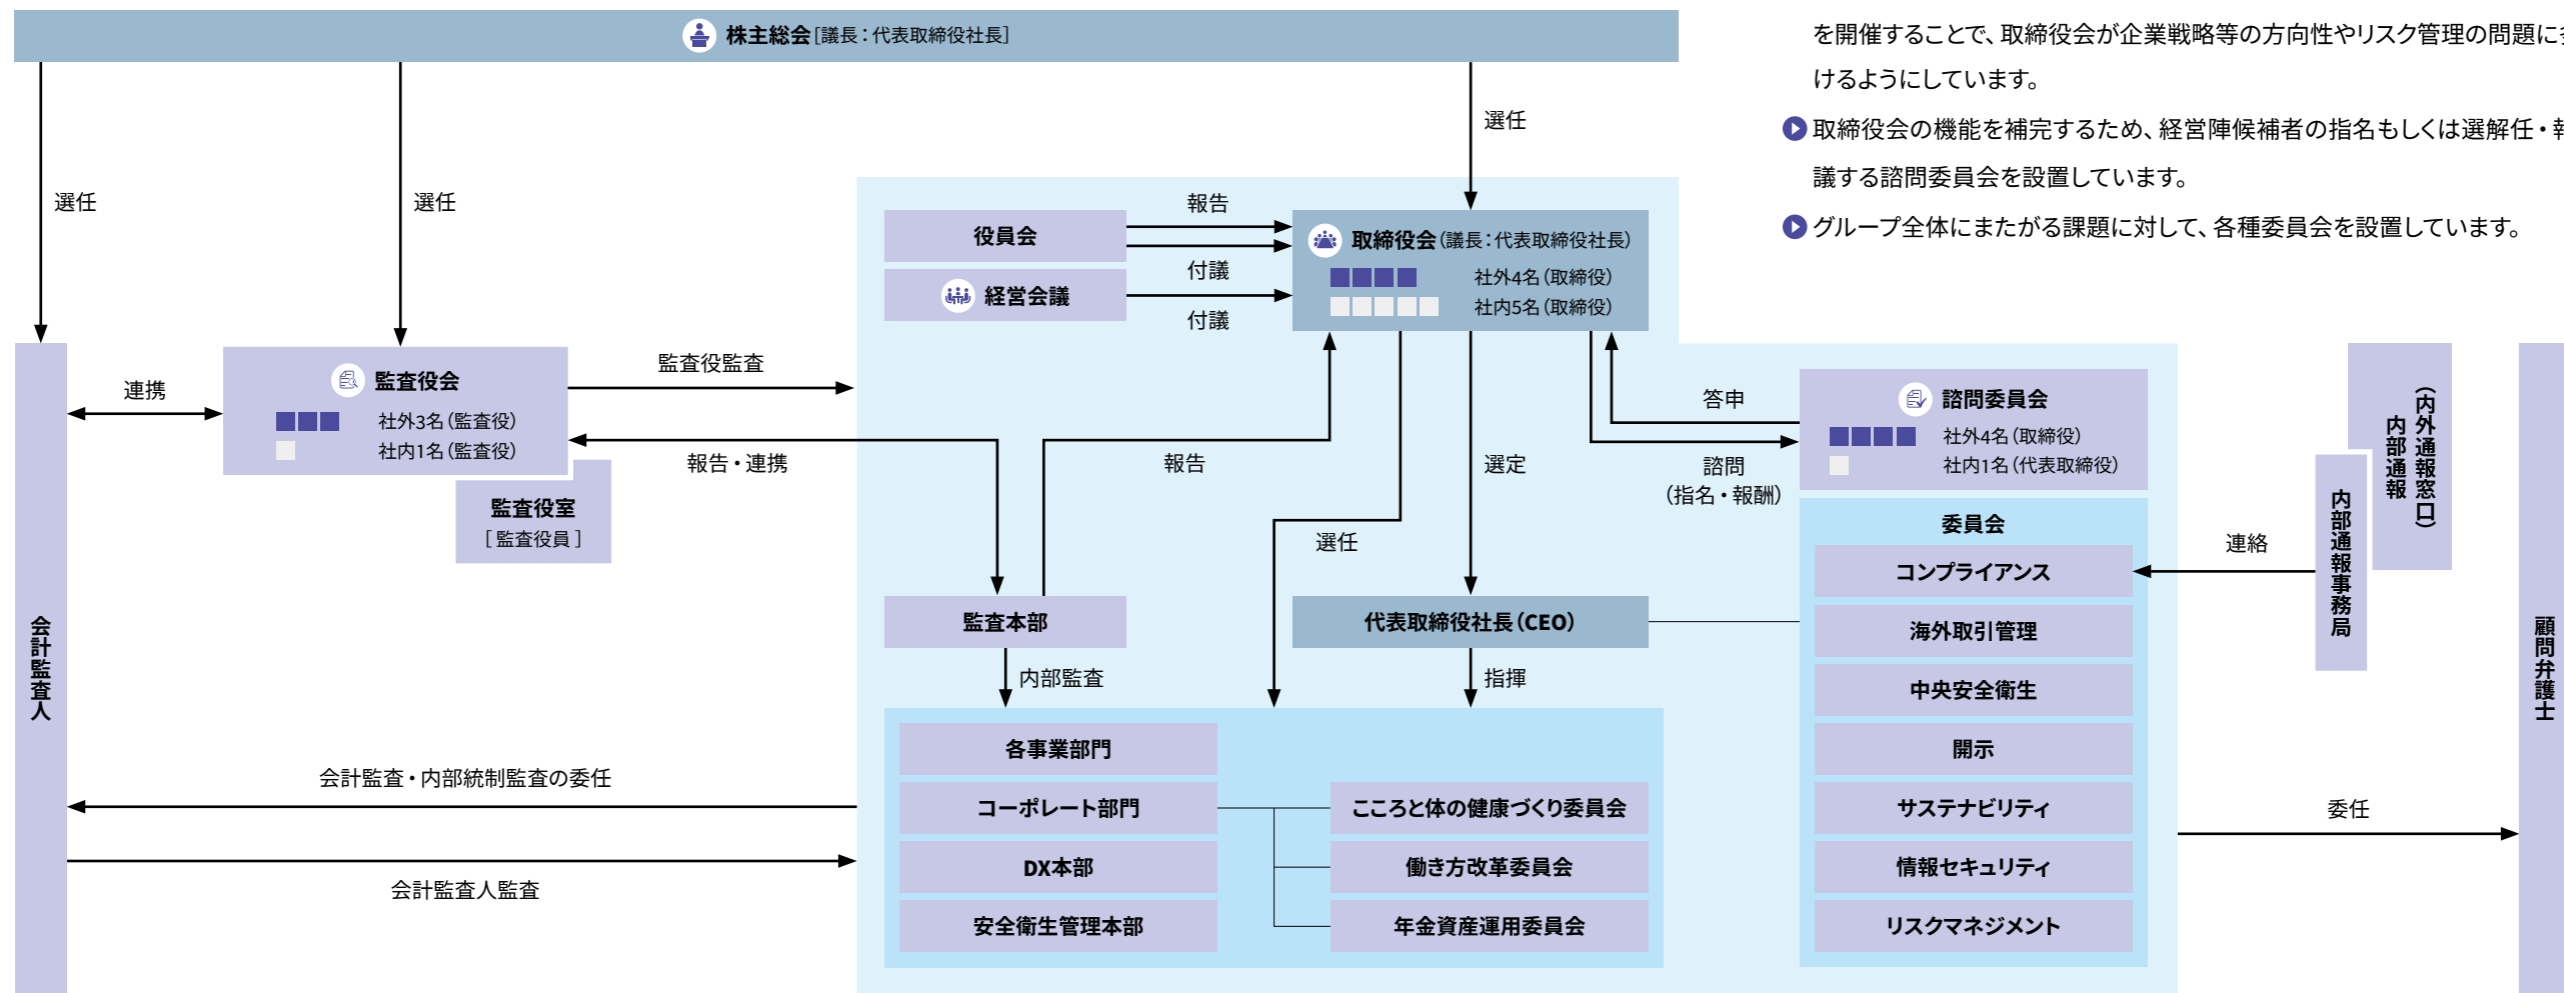 株主総会[議長：代表取締役社長]
を開催することで、取締役会が企業戦略等の方向性やリスク管理の問題に
けるようにしています。
取締役会の機能を補完するため、経営陣候補者の指名もしくは選解任・
議する諮問委員会を設置しています。
グループ全体にまたがる課題に対して、各種委員会を設置しています。
選任
選任
選任
役員会
経営会議
報告
付議
付議
取締役会（議長：代表取締役社長）
社外4名（取締役）
社内5名（取締役）
連携
監査役会
社外3名（監査役）
社内1名（監査役）
監査役室
［監査役員］
監査役監査
報告・連携
報告
選任
選定
答申
諮問
（指名・報酬）
諮問委員会
社外4名（取締役）
社内1名（代表取締役）
監査本部
内部監査
代表取締役社長（CEO）
指揮
各事業部門
コーポレート部門
DX本部
安全衛生管理本部
こころと体の健康づくり委員会
働き方改革委員会
年金資産運用委員会
委員会
コンプライアンス
海外取引管理
中央安全衛生
開示
サステナビリティ
情報セキュリティ
リスクマネジメント
連絡
内部通報
（内外通報窓口）
内部通報事務局
会計監査人
会計監査・内部統制監査の委任
会計監査人監査
委任
顧問弁護士